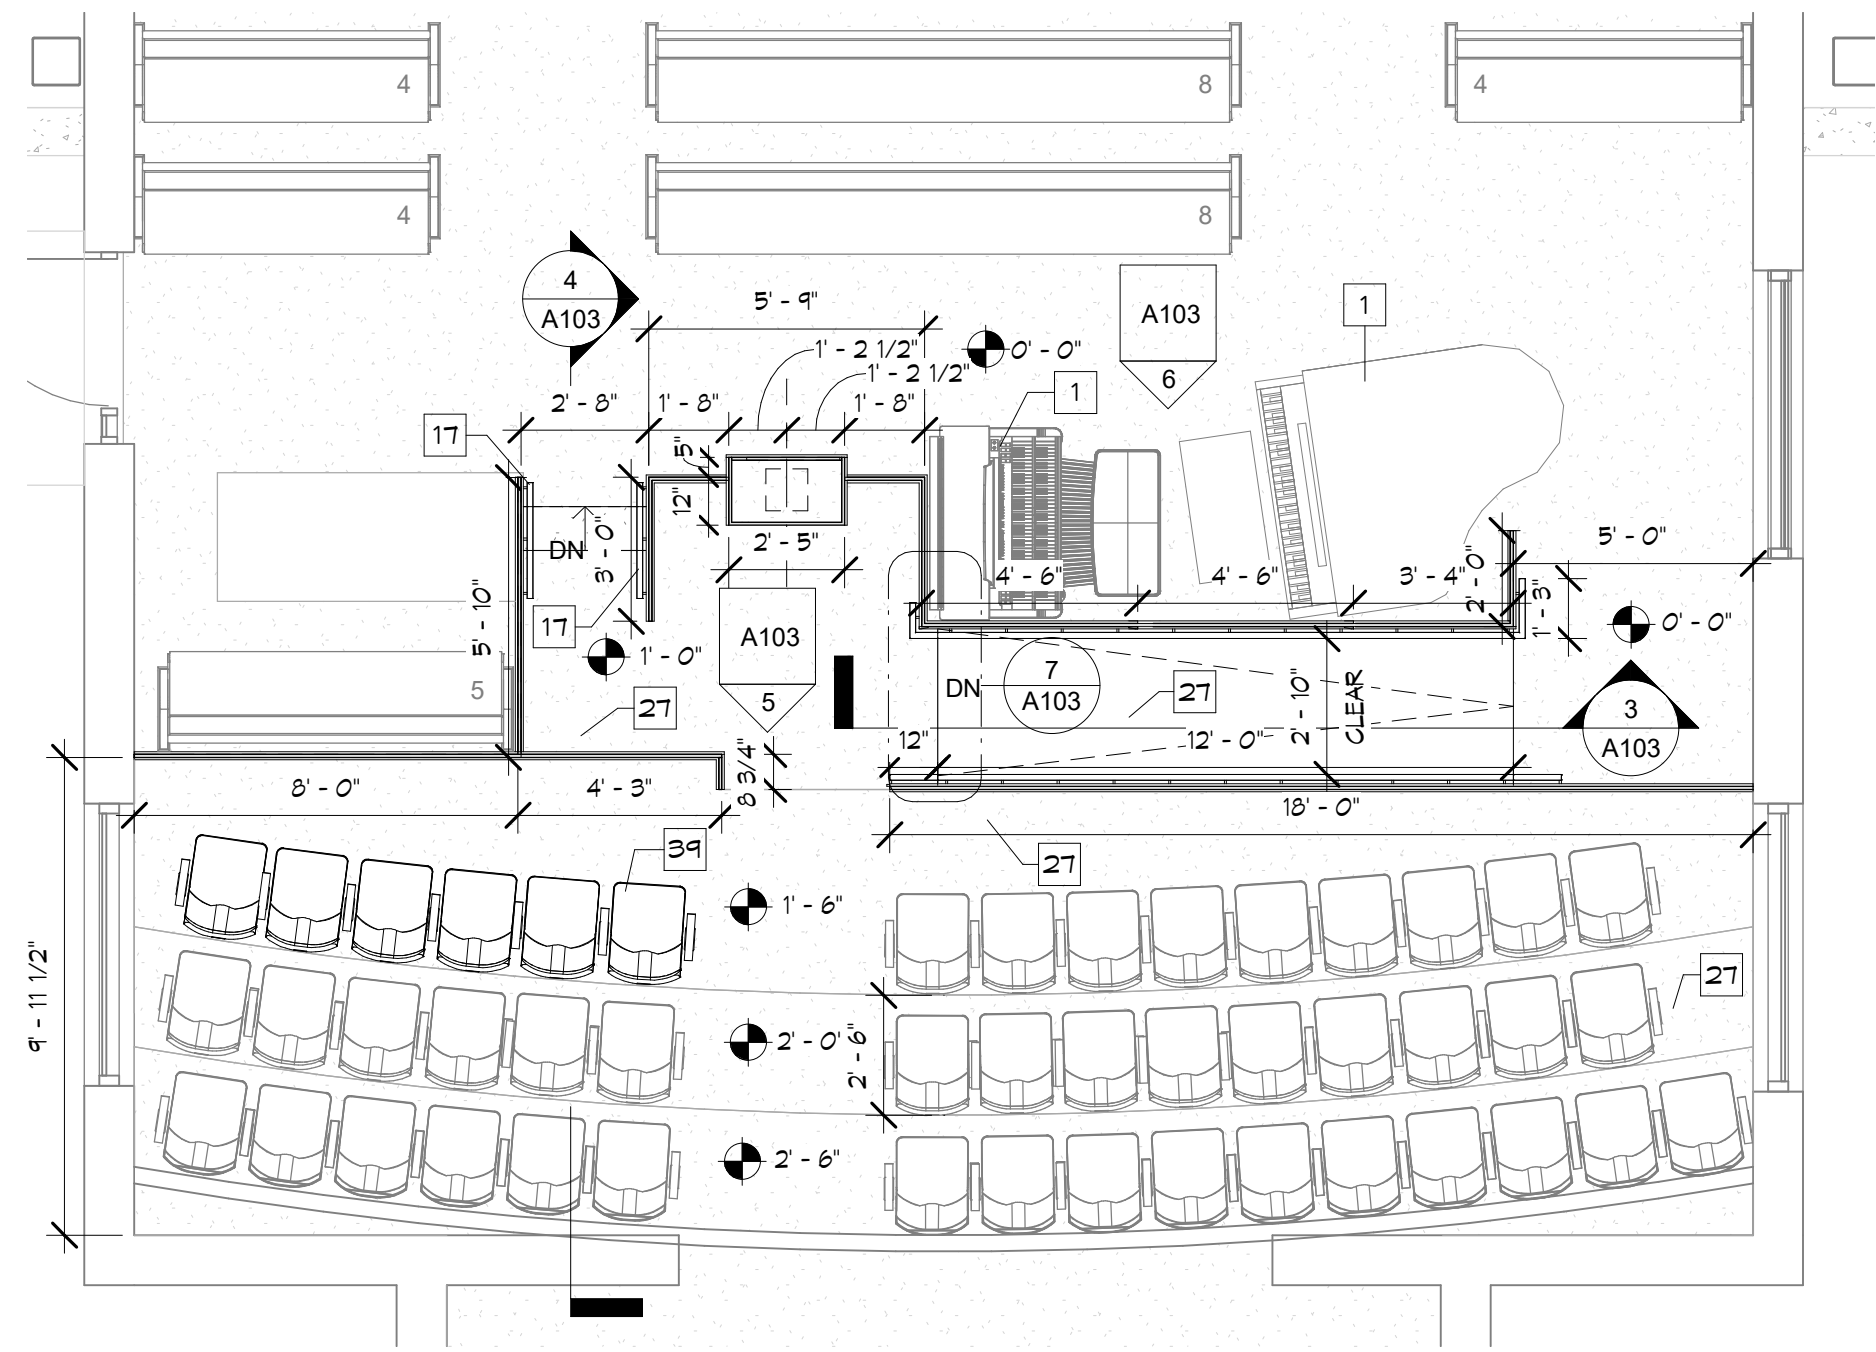 4
8
4
4
8
4
A103
5' - 9"
A103
6
1
1' - 2 1/2"
0' - 0"
1' - 2 1/2"
1
2' - 8"
1' - 8"
1' - 8"
17
5"
12"
2' - 5"
DN
3' - 0"
4' - 6"
4' - 6"
3' - 4"
2' - 0"
5' - 0"
1' - 3"
0' - 0"
5' - 10"
17
A103
5
1' - 0"
5
27
7
A103
DN
27
2' - 10"
CLEAR
3
A103
12"
12' - 0"
8 3/4"
8' - 0"
4' - 3"
18' - 0"
39
27
1' - 6"
9' - 11 1/2"
27
2' - 0"
2' - 6"
2' - 6"